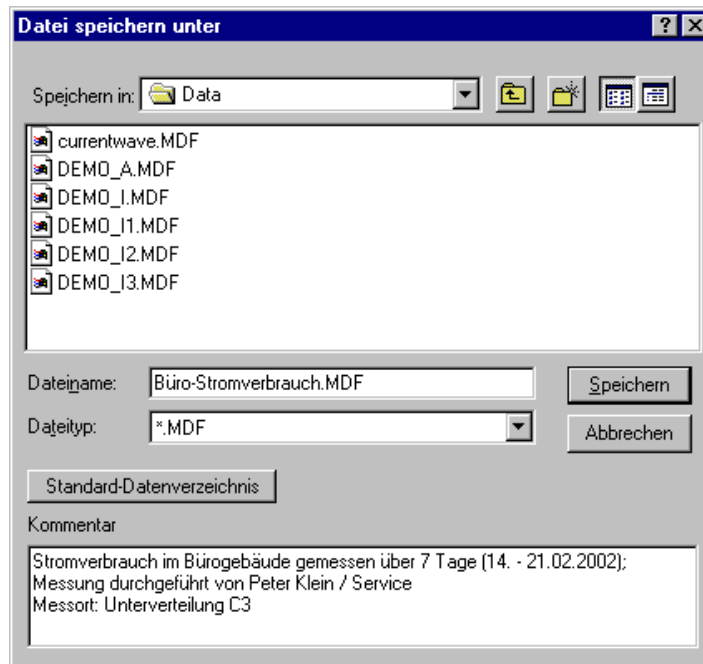 Datei speichern unter
Speichern in: Data
currentwave.MDF
DEMO_A.MDF
DEMO_I.MDF
DEMO_I1.MDF
DEMO_I2.MDF
DEMO_I3.MDF
Dateiname: Büro-Stromverbrauch.MDF Speichern
Dateityp: *.MDF Abbrechen
Standard-Datenverzeichnis
Kommentar
Stromverbrauch im Bürogebäude gemessen über 7 Tage (14. - 21.02.2002);
Messung durchgeführt von Peter Klein / Service
Messort: Unterverteilung C3